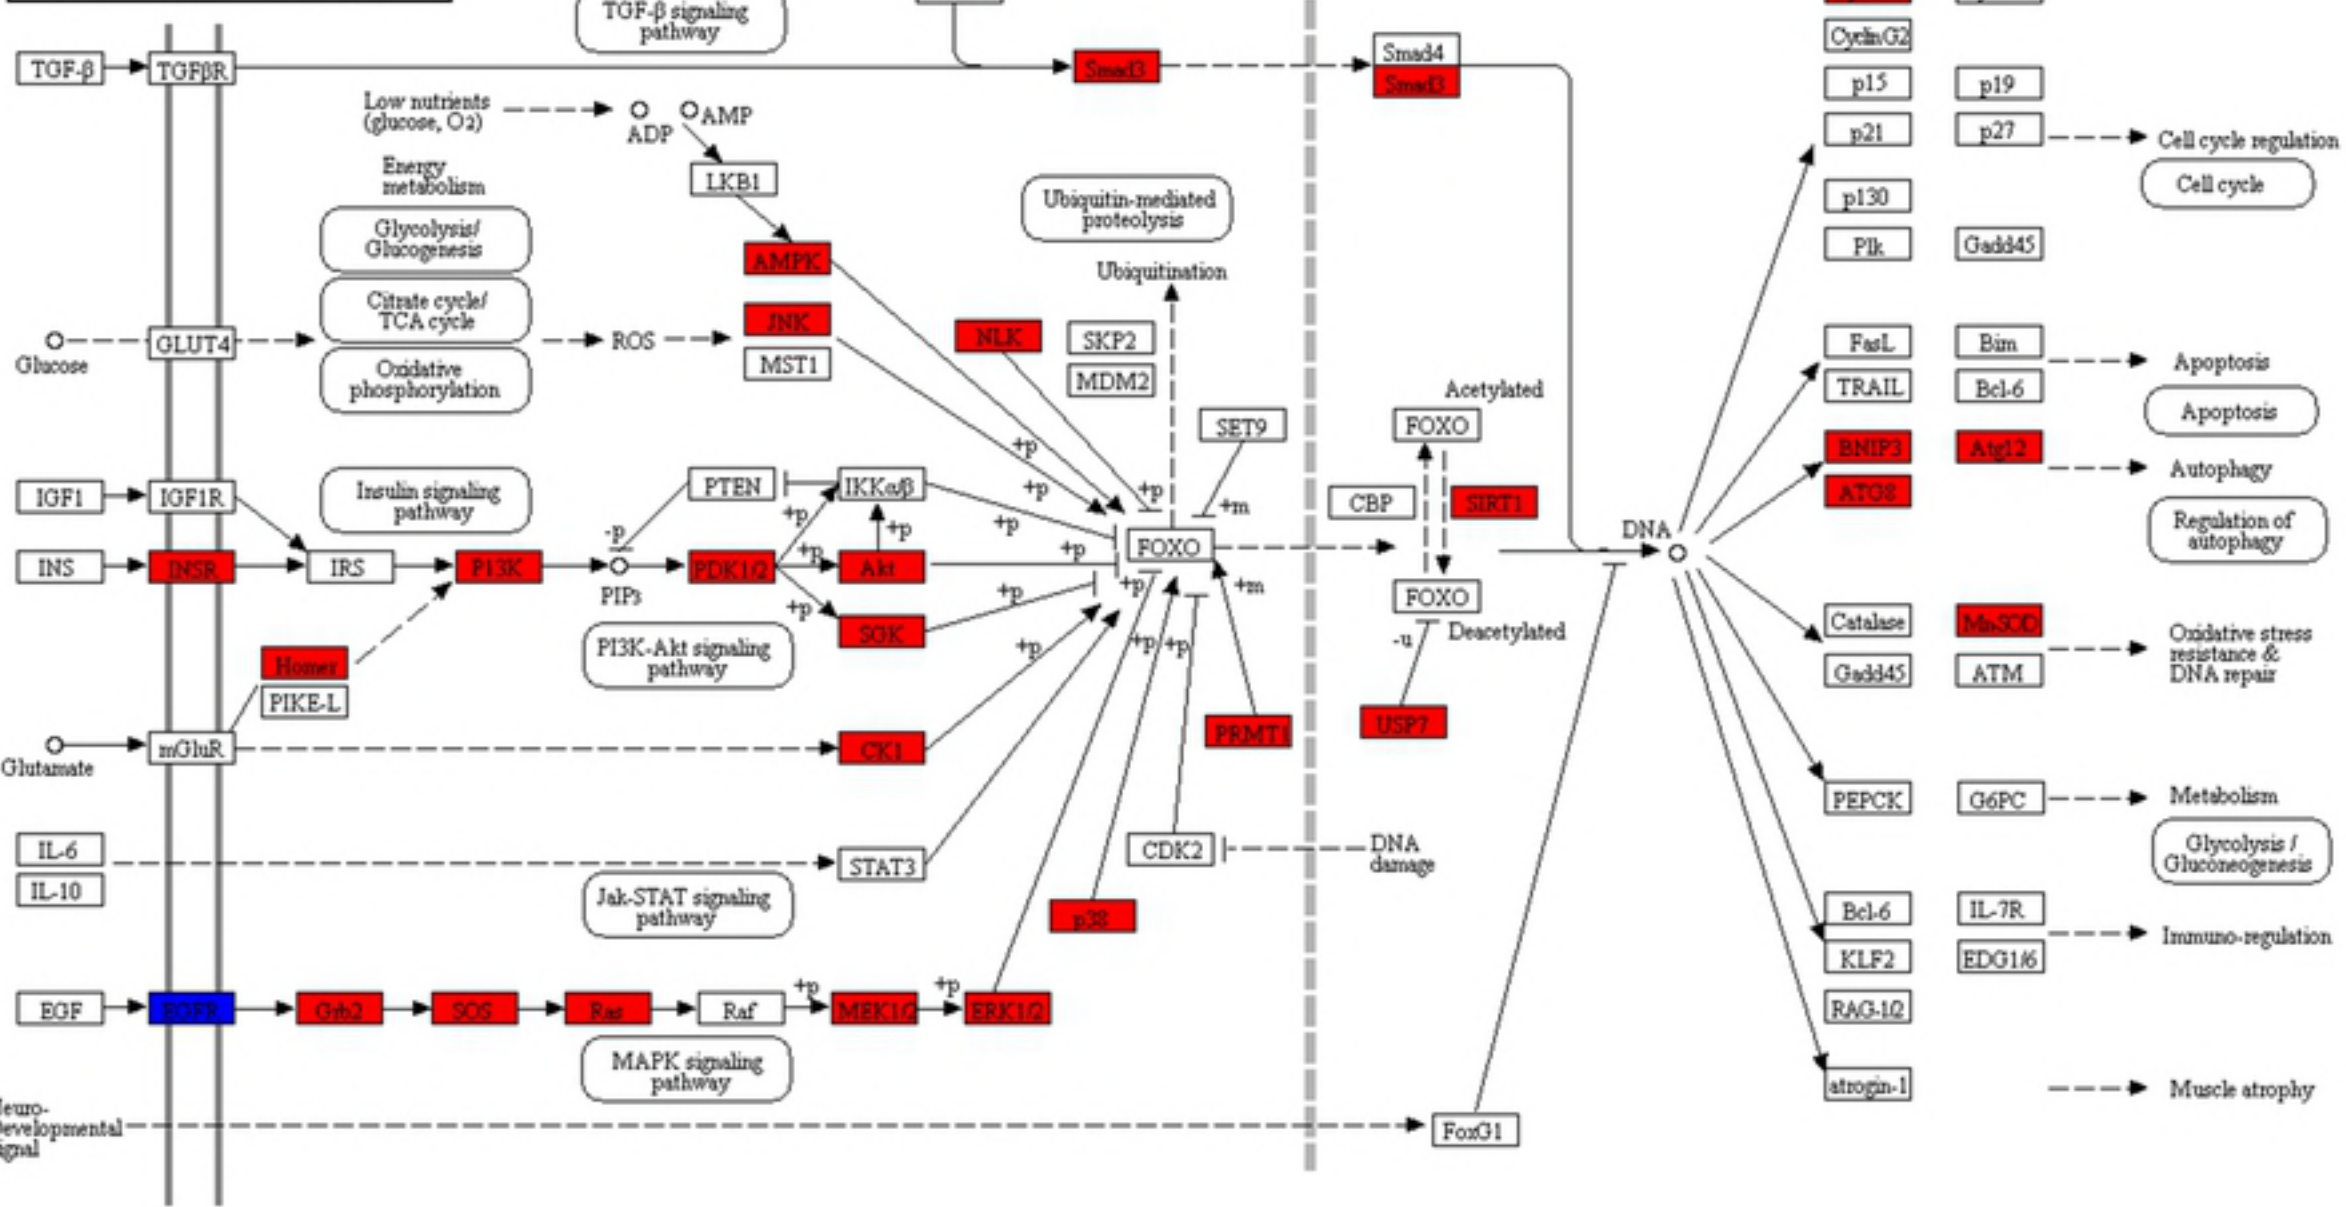 TGF-β signaling
pathway
TGF-β
TGFβR
Smad3
Smad4
Smad3
CyclinG2
p15
p19
p21
p27
Cell cycle regulation
Cell cycle
p130
Plk
Gadd45
Low nutrients
(glucose, O2)
ADP
AMP
LKB1
Energy
metabolism
Glycolysis/
Glucogenesis
Citrate cycle/
TCA cycle
Oxidative
phosphorylation
AMPK
JNK
MST1
Glucose
GLUT4
ROS
NLK
Ubiquitin-mediated
proteolysis
Ubiquitination
SKP2
MDM2
SET9
Acetylated
FOXO
CBP
SIRT1
FOXO
Deacetylated
-u
USP7
DNA
FasL
Bim
TRAIL
Bcl-6
Apoptosis
Apoptosis
BNIP3
Atg12
ATG8
Autophagy
Regulation of
autophagy
IGF1
IGF1R
Insulin signaling
pathway
PTEN
IKKα/β
+p
+p
+p
+m
+p
+p
+p
-p
INS
INSR
IRS
PI3K
PIP3
PDK1/2
+p
Akt
+p
FOXO
+p
+p
SGK
+p
+m
Homer
PIKE-L
PI3K-Akt signaling
pathway
+p
+p
+p
Glutamate
mGluR
CK1
PRMT1
Catalase
MnSOD
Gadd45
ATM
Oxidative stress
resistance &
DNA repair
PEPCK
G6PC
Metabolism
Glycolysis /
Gluconeogenesis
IL-6
IL-10
STAT3
Jak-STAT signaling
pathway
CDK2
DNA
damage
p38
Bcl-6
IL-7R
KLF2
EDG1/6
Immuno-regulation
RAG-1/2
EGF
EGFR
Grb2
SOS
Ras
Raf
+p
MEK1/2
+p
ERK1/2
MAPK signaling
pathway
atrogin-1
Muscle atrophy
FoxG1